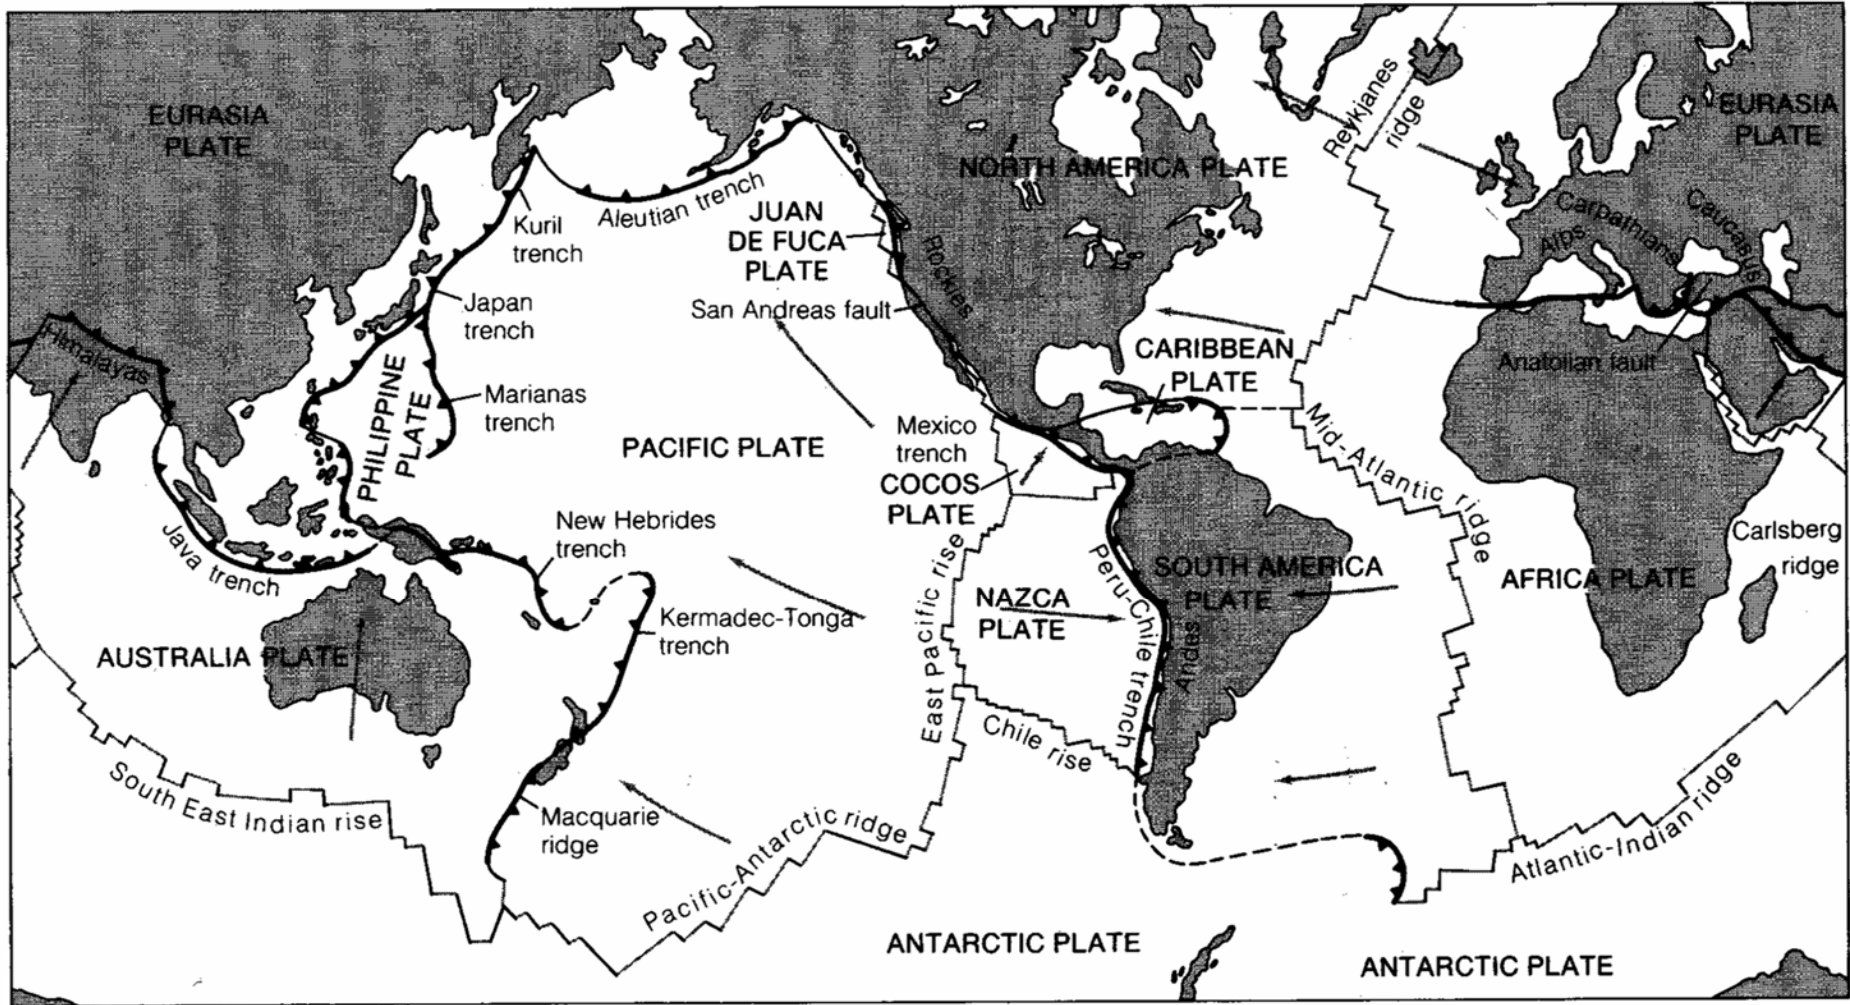 EURASIA
PLATE
Kuril
trench
Aleutian trench
JUAN
DE FUCA
PLATE
San Andreas fault
Rockies
NORTH AMERICA PLATE
Reykjanes
ridge
EURASIA
PLATE
Carpathians
Caucasus
Alps
Anatolian fault
Himalayas
Japan
trench
Marianas
trench
PHILIPPINE
PLATE
PACIFIC PLATE
CARIBBEAN
PLATE
Mexico
trench
COCOS
PLATE
Mid-Atlantic ridge
Java trench
New Hebrides
trench
Kermadec-Tonga
trench
AUSTRALIA PLATE
East Pacific rise
NAZCA
PLATE
Peru-Chile trench
Andes
SOUTH AMERICA
PLATE
AFRICA PLATE
Carlsberg
ridge
Chile rise
South East Indian rise
Macquarie
ridge
Pacific-Antarctic ridge
Atlantic-Indian ridge
ANTARCTIC PLATE
ANTARCTIC PLATE